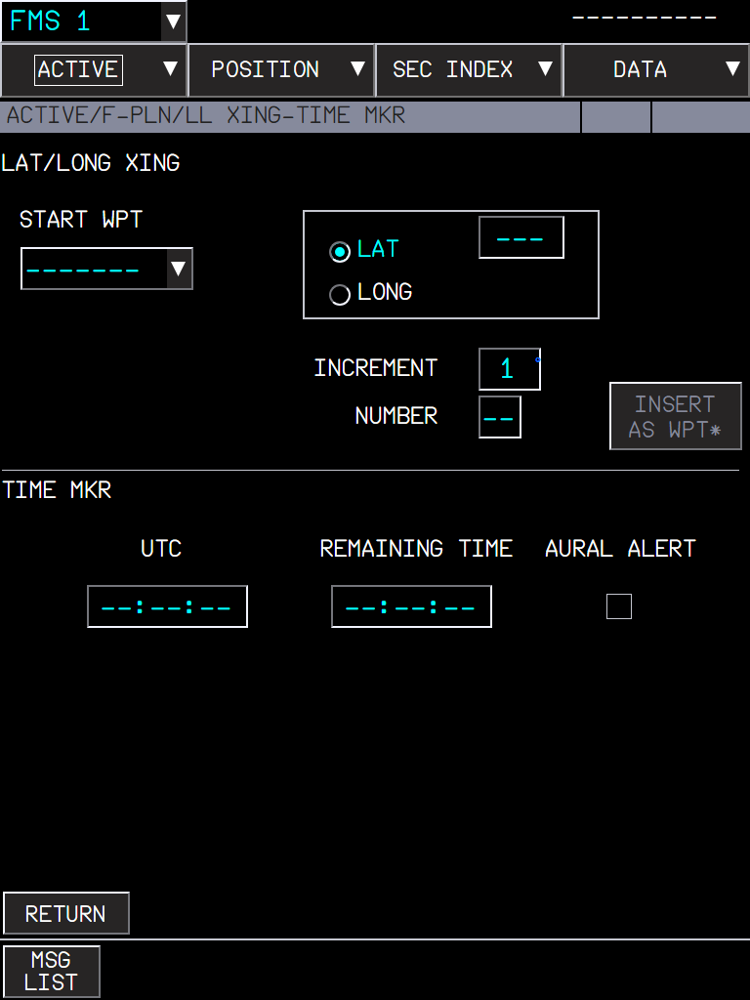 FMS 1 ▼ ----------
ACTIVE ▼ POSITION ▼ SEC INDEX ▼ DATA ▼
ACTIVE/F-PLN/LL XING-TIME MKR
LAT/LONG XING
START WPT
------- ▼
LAT ---
LONG
INCREMENT 1°
NUMBER --
INSERT
AS WPT*
TIME MKR
UTC REMAINING TIME AURAL ALERT
--:--:-- --:--:--
RETURN
MSG
LIST